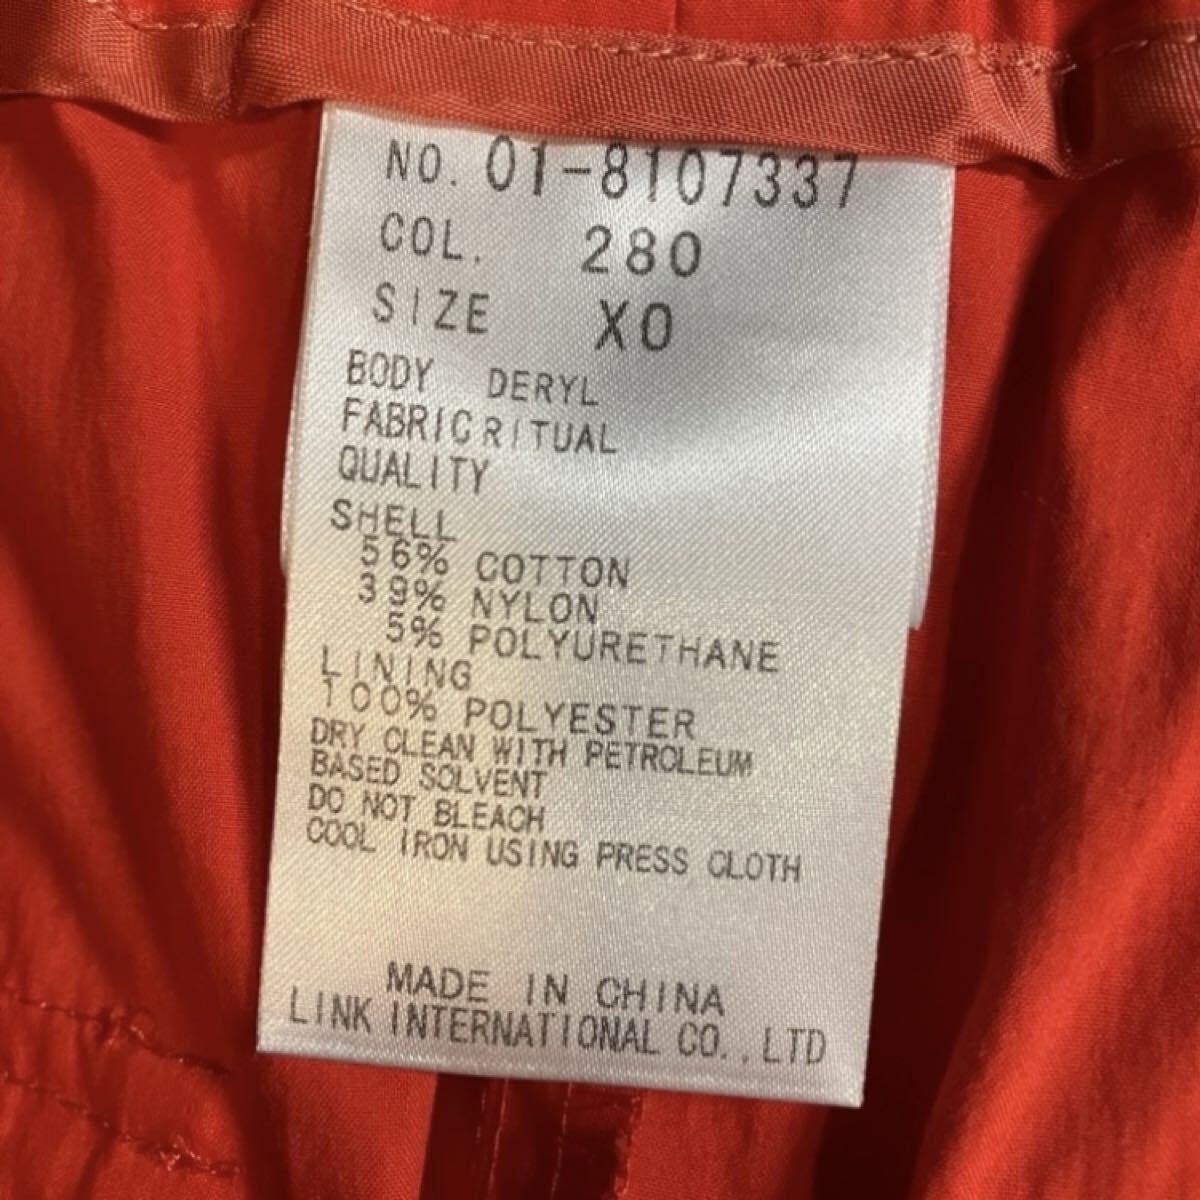 NO. 01-8107337
COL. 280
SIZE XO
BODY DERYL
FABRIC RITUAL
QUALITY
SHELL
56% COTTON
39% NYLON
5% POLYURETHANE
LINING
100% POLYESTER
DRY CLEAN WITH PETROLEUM
BASED SOLVENT
DO NOT BLEACH
COOL IRON USING PRESS CLOTH
MADE IN CHINA
LINK INTERNATIONAL CO.,LTD